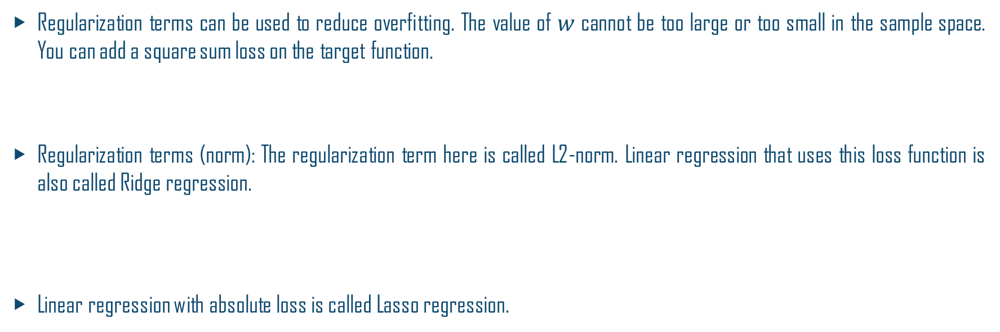 Regularization terms can be used to reduce overfitting. The value of w cannot be too large or too small in the sample space.
You can add a square sum loss on the target function.
Regularization terms (norm): The regularization term here is called L2-norm. Linear regression that uses this loss function is
also called Ridge regression.
Linear regression with absolute loss is called Lasso regression.